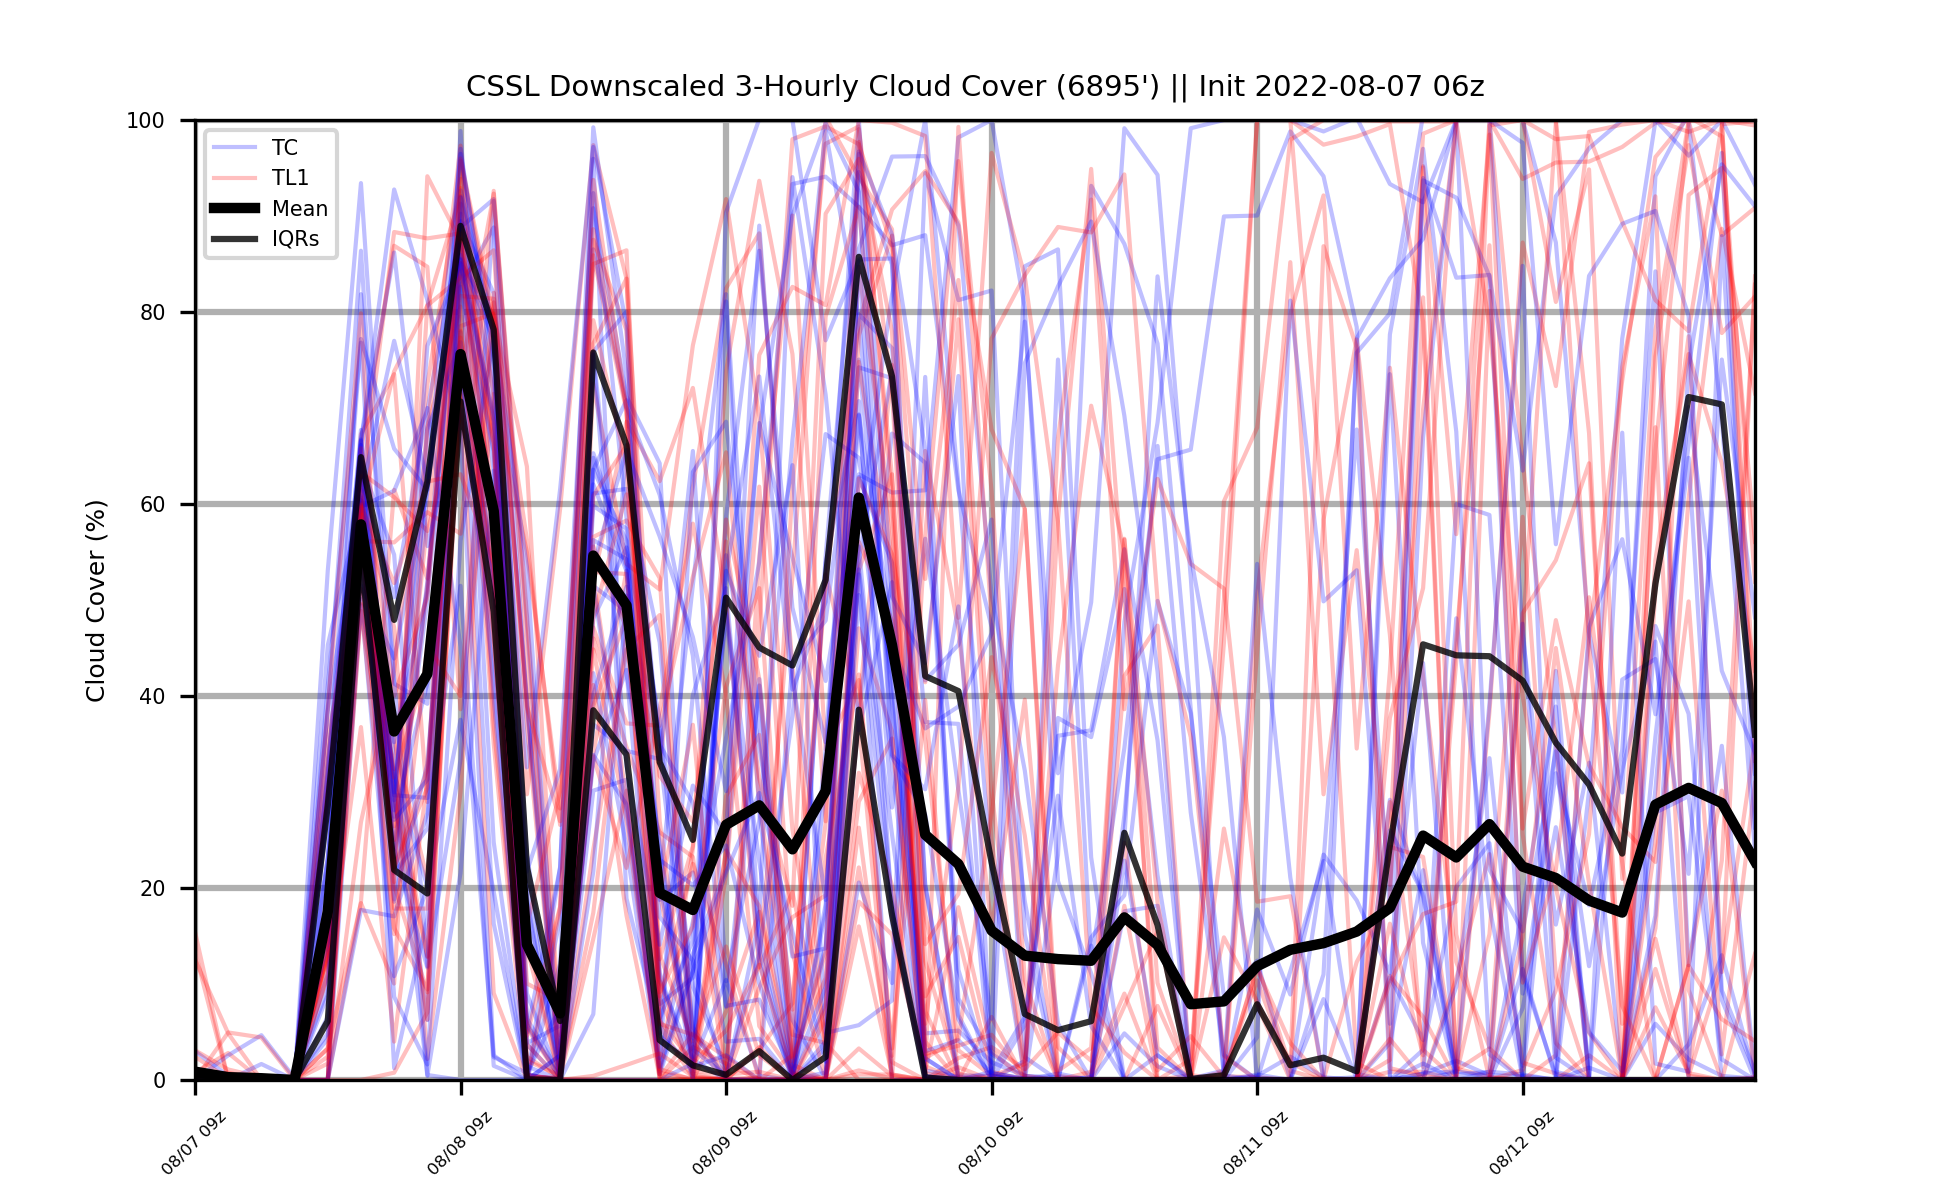 CSSL Downscaled 3-Hourly Cloud Cover (6895') || Init 2022-08-07 06z
100
80
60
40
20
0
Cloud Cover (%)
TC
TL1
Mean
IQRs
08/07 09z
08/08 09z
08/09 09z
08/10 09z
08/11 09z
08/12 09z